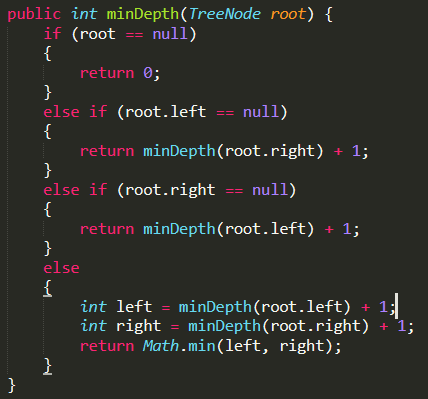 public int minDepth(TreeNode root) {
    if (root == null)
    {
        return 0;
    }
    else if (root.left == null)
    {
        return minDepth(root.right) + 1;
    }
    else if (root.right == null)
    {
        return minDepth(root.left) + 1;
    }
    else
    {
        int left = minDepth(root.left) + 1;
        int right = minDepth(root.right) + 1;
        return Math.min(left, right);
    }
}